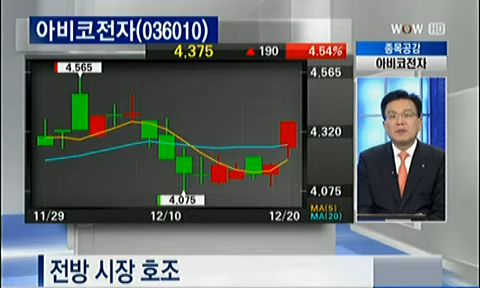 아비코전자(036010)
WOW HD
4,375 ▲ 190 4.54%
종목공감
아비코전자
4,565
4,565
4,320
4,075
4,075
11/29 12/10 12/20
MA(5)
MA(20)
전방 시장 호조